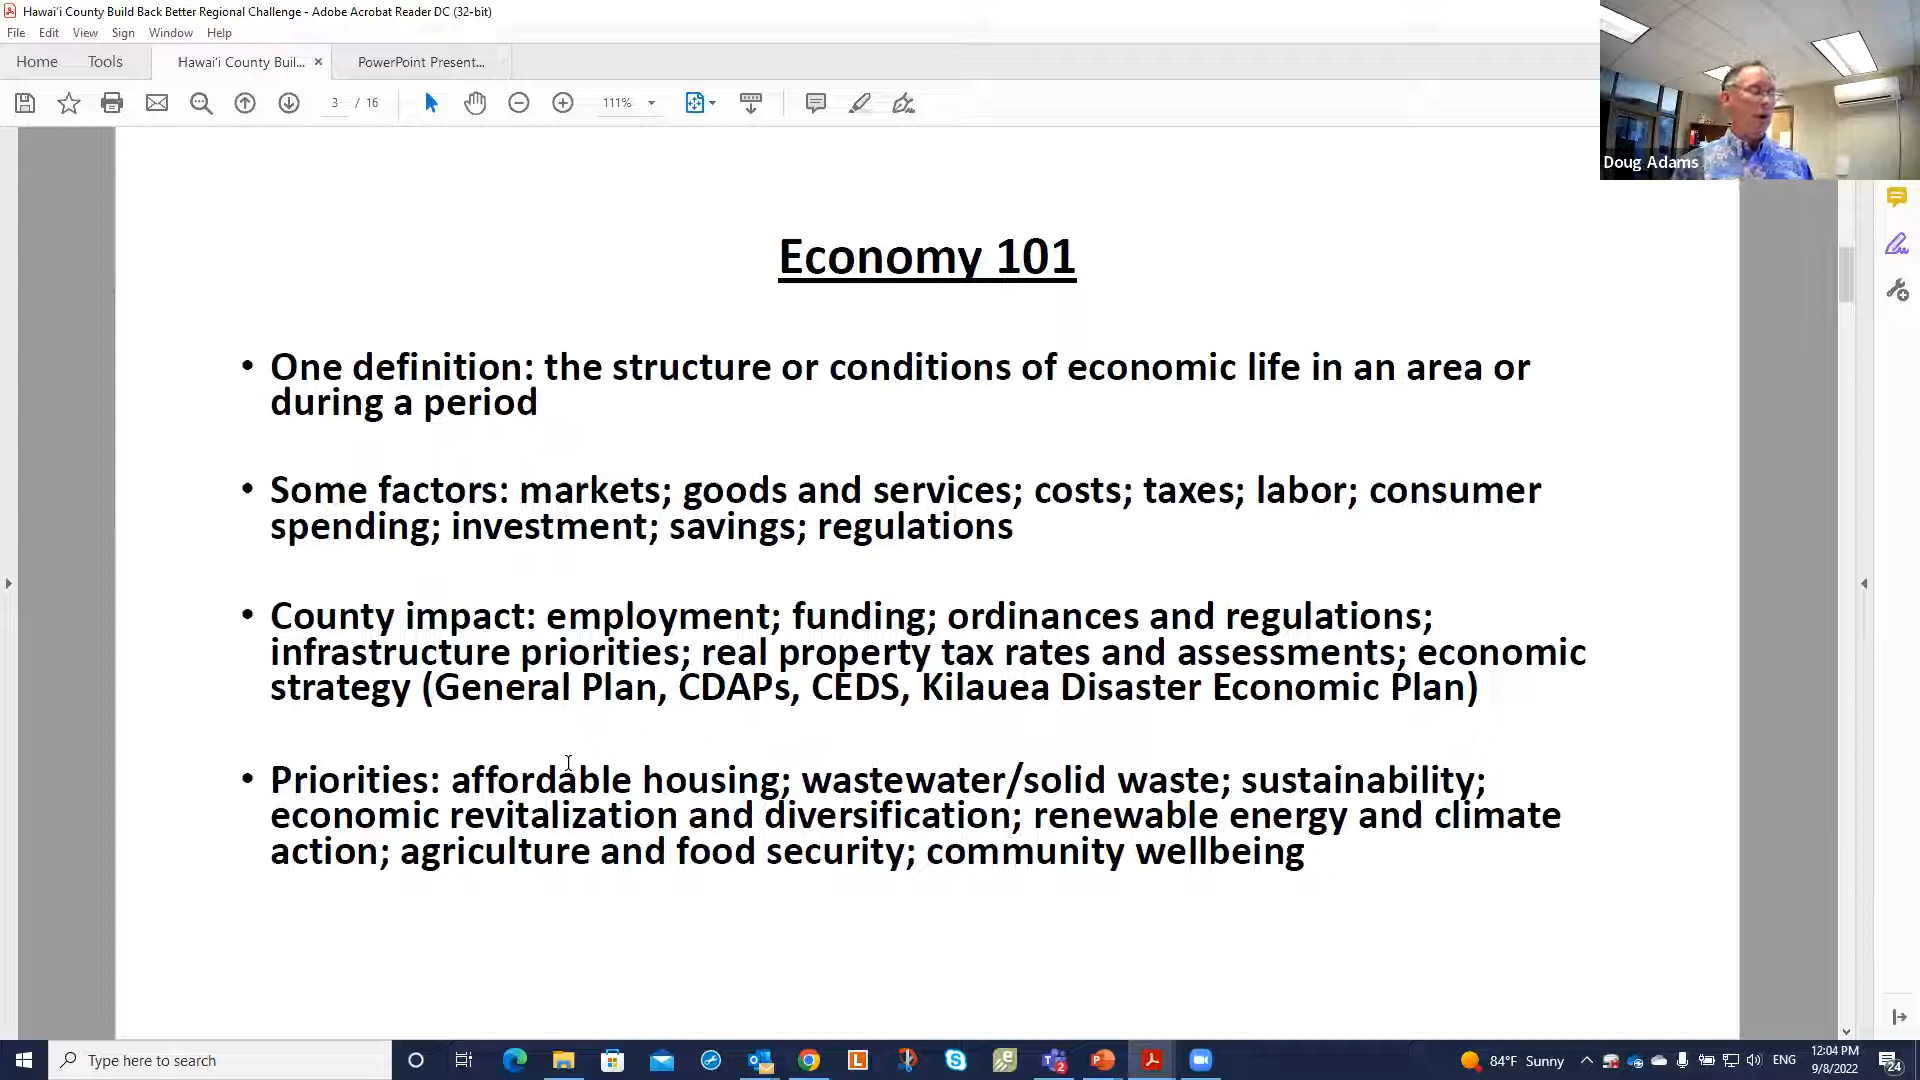 Hawai'i County Build Back Better Regional Challenge - Adobe Acrobat Reader DC (32-bit)
File Edit View Sign Window Help
Home Tools Hawai'i County Buil... × PowerPoint Present...
3 / 16 111%
Doug Adams
Economy 101
• One definition: the structure or conditions of economic life in an area or
during a period
• Some factors: markets; goods and services; costs; taxes; labor; consumer
spending; investment; savings; regulations
• County impact: employment; funding; ordinances and regulations;
infrastructure priorities; real property tax rates and assessments; economic
strategy (General Plan, CDAPs, CEDS, Kilauea Disaster Economic Plan)
• Priorities: affordable housing; wastewater/solid waste; sustainability;
economic revitalization and diversification; renewable energy and climate
action; agriculture and food security; community wellbeing
Type here to search
84°F Sunny
ENG
12:04 PM
9/8/2022
24